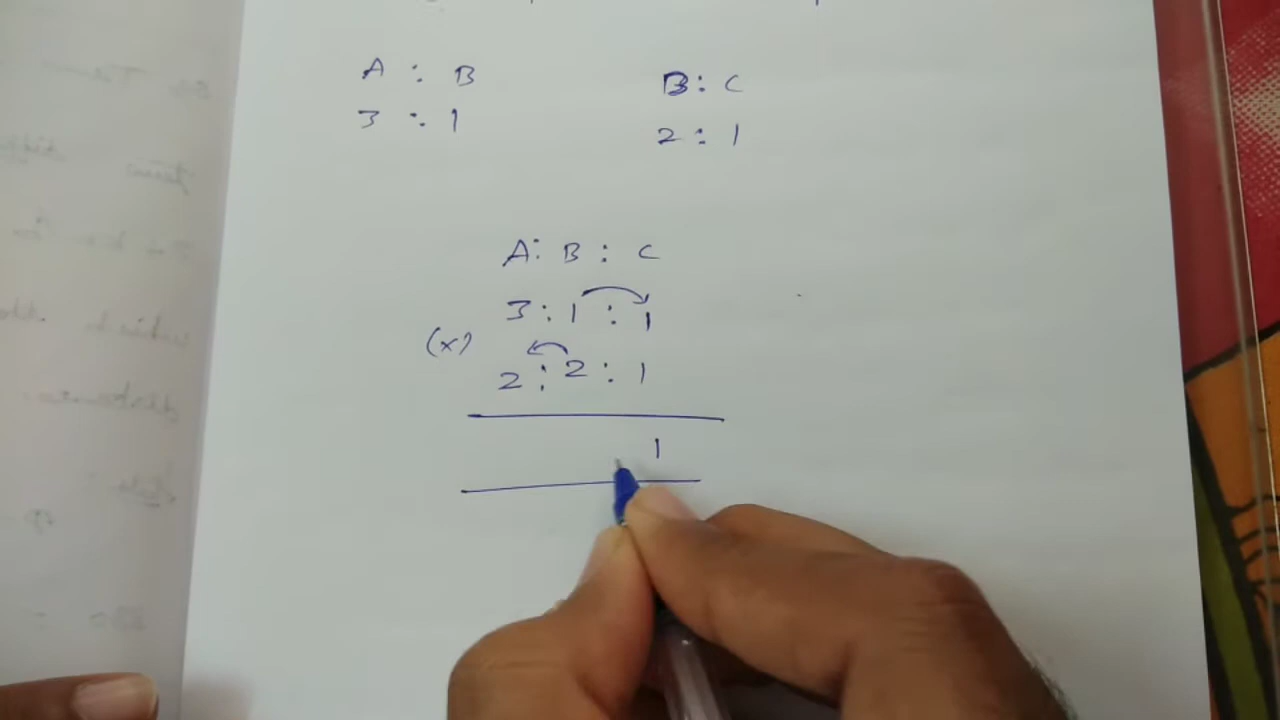 A : B
3 : 1
B : C
2 : 1
A : B : C
3 : 1 : 1
(x)
2 : 2 : 1
1